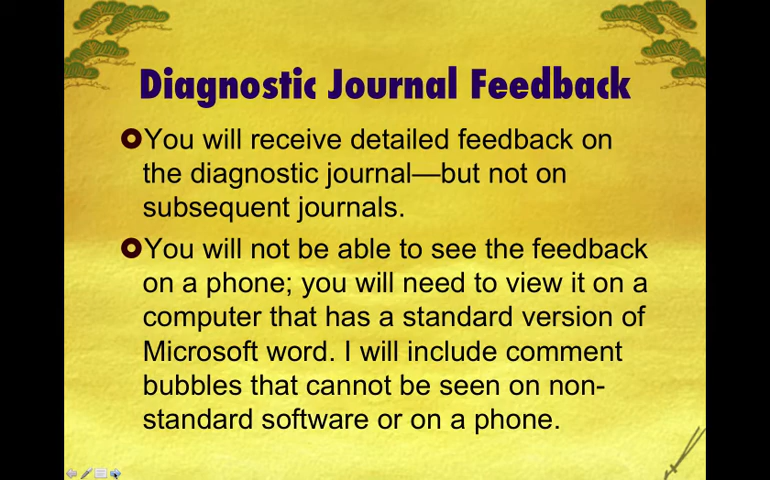 Diagnostic Journal Feedback
You will receive detailed feedback on
the diagnostic journal—but not on
subsequent journals.
You will not be able to see the feedback
on a phone; you will need to view it on a
computer that has a standard version of
Microsoft word. I will include comment
bubbles that cannot be seen on non-
standard software or on a phone.